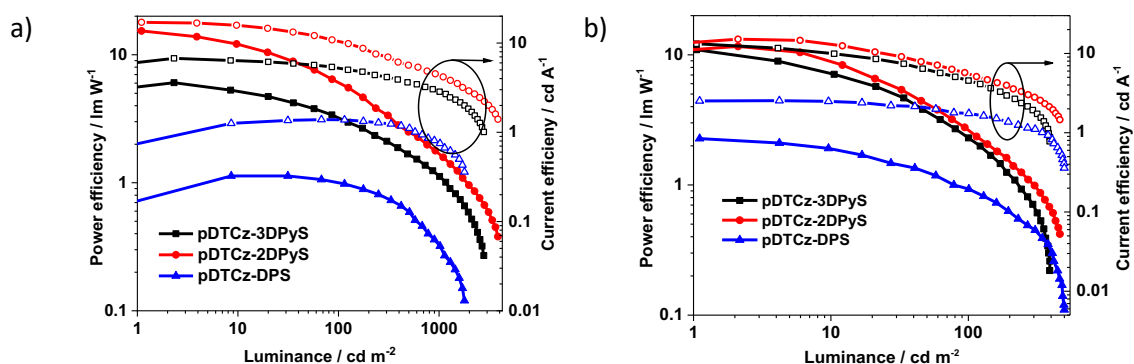 a)
Power efficiency / lm W⁻¹
10
1
0.1
pDTCz-3DPyS
pDTCz-2DPyS
pDTCz-DPS
1 10 100 1000
Luminance / cd m⁻²
10
1
0.1
0.01
Current efficiency / cd A⁻¹
b)
Power efficiency / lm W⁻¹
10
1
0.1
pDTCz-3DPyS
pDTCz-2DPyS
pDTCz-DPS
1 10 100
Luminance / cd m⁻²
10
1
0.1
0.01
Current efficiency / cd A⁻¹